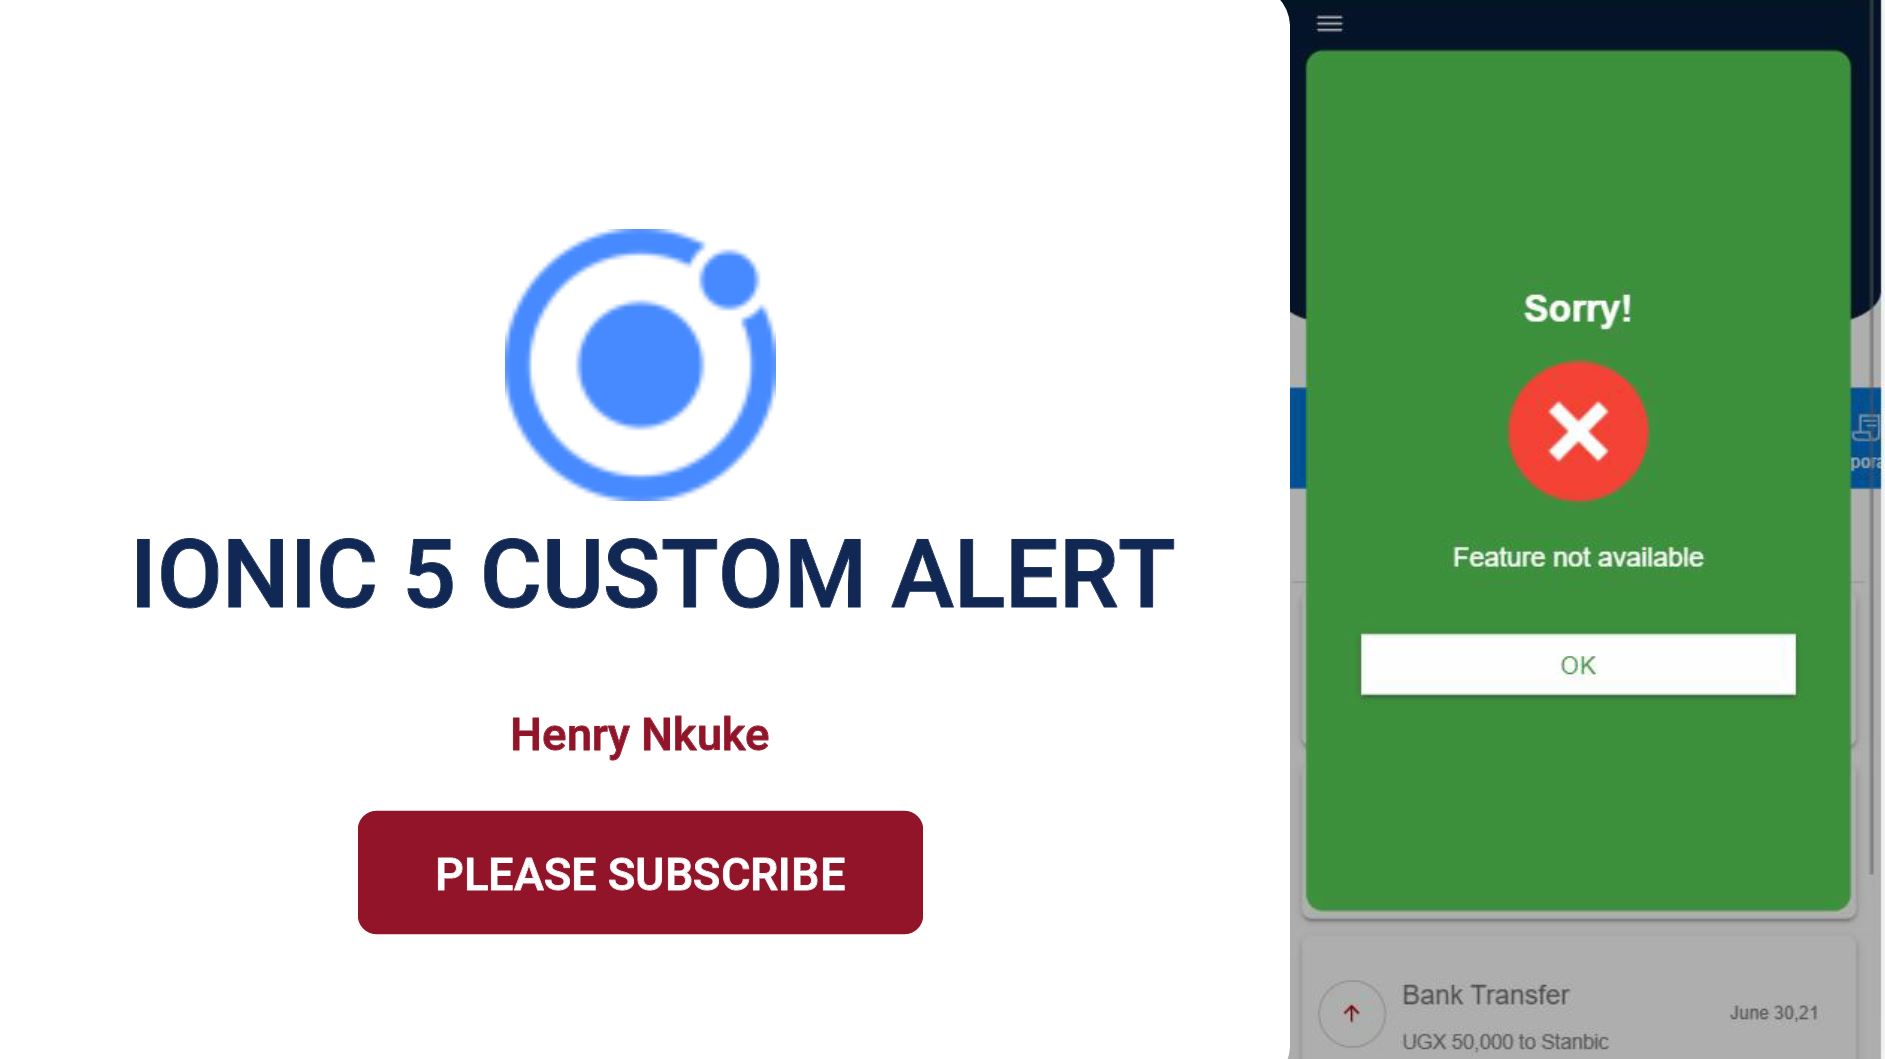 IONIC 5 CUSTOM ALERT
Henry Nkuke
PLEASE SUBSCRIBE
Sorry!
Feature not available
OK
Bank Transfer
June 30,21
UGX 50,000 to Stanbic